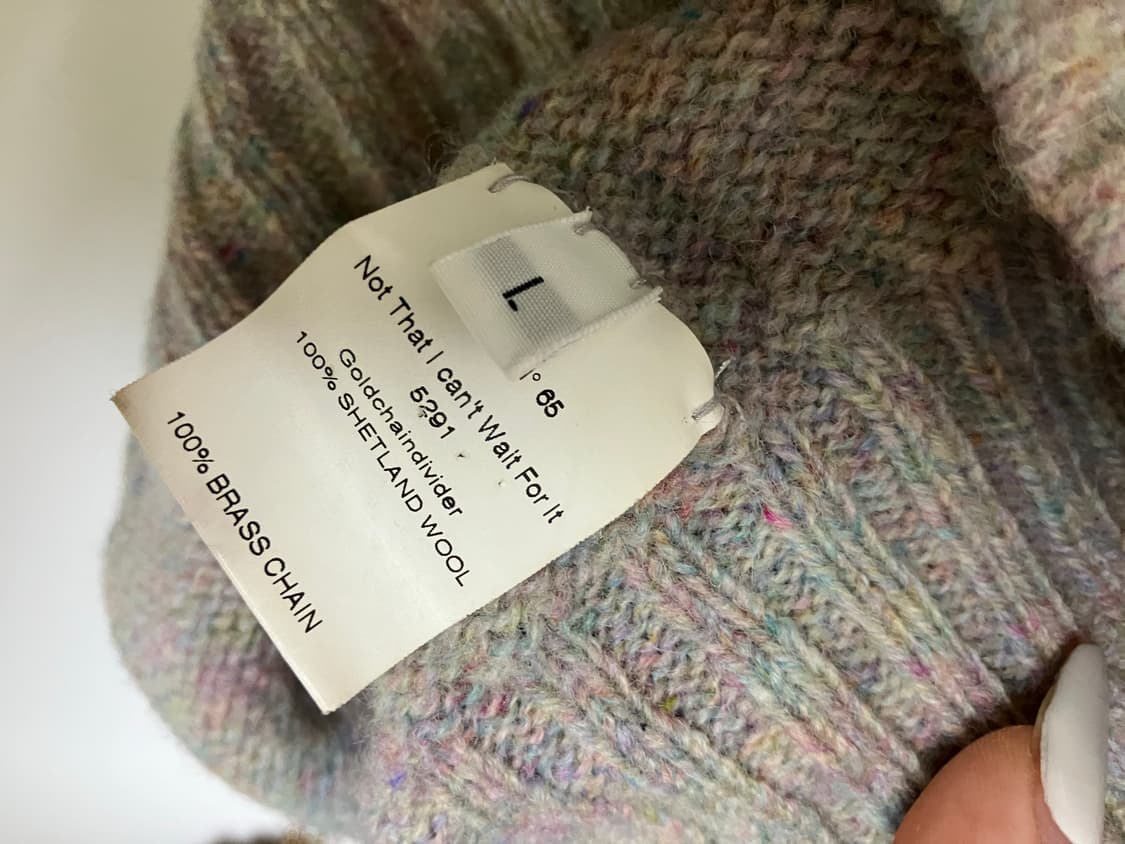 L
° 65
Not That I can't Wait For It
5291
Goldchaindivider
100% SHETLAND WOOL
100% BRASS CHAIN